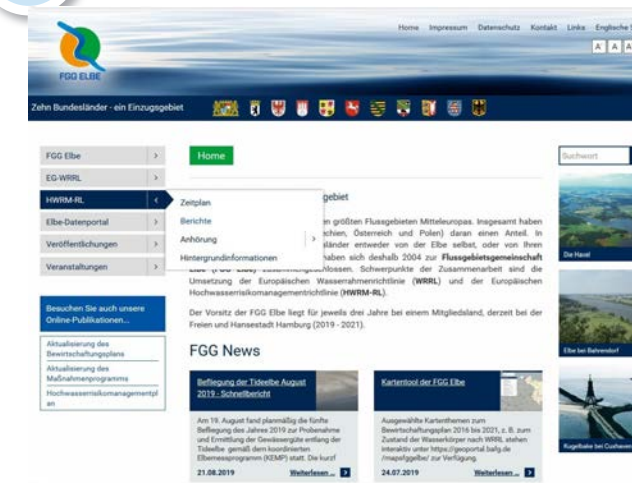 Home Impressum Datenschutz Kontakt Links Englische
A A A
FGG ELBE
Zehn Bundesländer - ein Einzugsgebiet
FGG Elbe
EG-WRRL
HWRM-RL
Elbe-Datenportal
Veröffentlichungen
Veranstaltungen
Zeitplan
Berichte
Anhörung
Hintergrundinformationen
Besuchen Sie auch unsere
Online-Publikationen...
Aktualisierung des
Bewirtschaftungsplans
Aktualisierung des
Maßnahmenprogramms
Hochwasserrisikomanagementpl
an
Home
gebiet
größten Flussgebieten Mitteleuropas. Insgesamt haben
Österreich und Polen) daran einen Anteil. In
entweder von der Elbe selbst, oder von Ihren
haben sich deshalb 2004 zur Flussgebietsgemeinschaft
Elbe (FGG Elbe) zusammengeschlossen. Schwerpunkte der Zusammenarbeit sind die
Umsetzung der Europäischen Wasserrahmenrichtlinie (WRRL) und der Europäischen
Hochwasserrisikomanagementrichtlinie (HWRM-RL).
Der Vorsitz der FGG Elbe liegt für jeweils drei Jahre bei einem Mitgliedsland, derzeit bei der
Freien und Hansestadt Hamburg (2019 - 2021).
FGG News
Befliegung der Tideelbe August
2019 - Schnellbericht
Am 19. August fand planmäßig die fünfte
Befliegung des Jahres 2019 zur Probenahme
und Ermittlung der Gewässergüte entlang der
Tideelbe gemäß dem koordinierten
Elbemessprogramm (KEMP) statt. Die kurzf
21.08.2019 Weiterlesen ...
Kartentool der FGG Elbe
Ausgewählte Kartenthemen zum
Bewirtschaftungsplan 2016 bis 2021, z. B. zum
Zustand der Wasserkörper nach WRRL stehen
interaktiv unter https://geoportal.bafg.de
/mapsfggelbe/ zur Verfügung.
24.07.2019 Weiterlesen ...
Suchwort
Die Havel
Elbe bei Bahrendorf
Kugelbake bei Cuxhaven